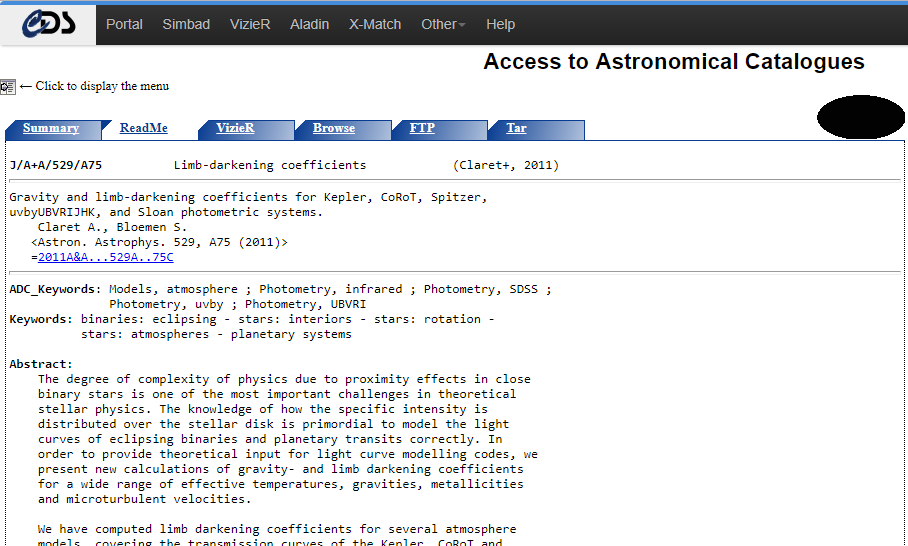 CDS Portal Simbad VizieR Aladin X-Match Other Help
Access to Astronomical Catalogues
← Click to display the menu
Summary ReadMe VizieR Browse FTP Tar
J/A+A/529/A75 Limb-darkening coefficients (Claret+, 2011)
Gravity and limb-darkening coefficients for Kepler, CoRoT, Spitzer,
uvbyUBVRIJHK, and Sloan photometric systems.
Claret A., Bloemen S.
<Astron. Astrophys. 529, A75 (2011)>
=2011A&A...529A..75C
ADC_Keywords: Models, atmosphere ; Photometry, infrared ; Photometry, SDSS ;
Photometry, uvby ; Photometry, UBVRI
Keywords: binaries: eclipsing - stars: interiors - stars: rotation -
stars: atmospheres - planetary systems
Abstract:
The degree of complexity of physics due to proximity effects in close
binary stars is one of the most important challenges in theoretical
stellar physics. The knowledge of how the specific intensity is
distributed over the stellar disk is primordial to model the light
curves of eclipsing binaries and planetary transits correctly. In
order to provide theoretical input for light curve modelling codes, we
present new calculations of gravity- and limb darkening coefficients
for a wide range of effective temperatures, gravities, metallicities
and microturbulent velocities.
We have computed limb darkening coefficients for several atmosphere
models, covering the transmission curves of the Kepler, CoRoT and